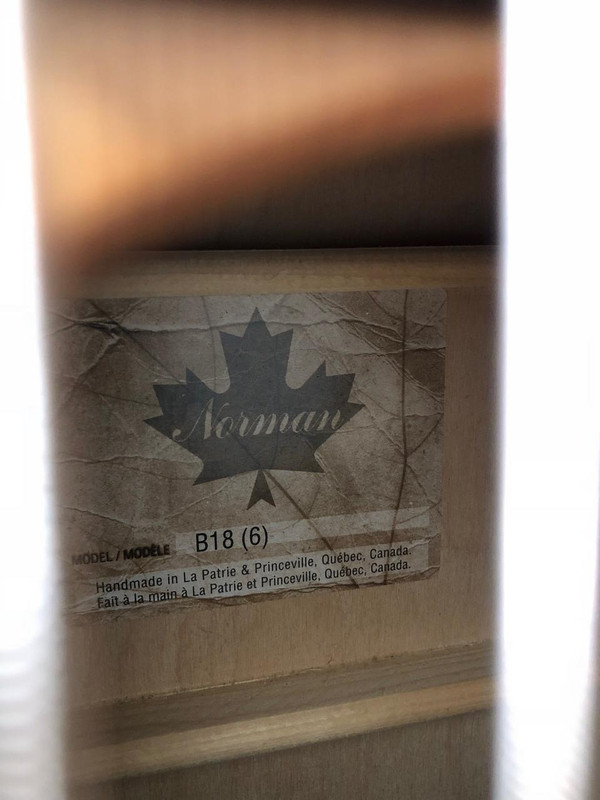 Norman
MODEL / MODÈLE B18 (6)
Handmade in La Patrie & Princeville, Québec, Canada.
Fait à la main à La Patrie et Princeville, Québec, Canada.